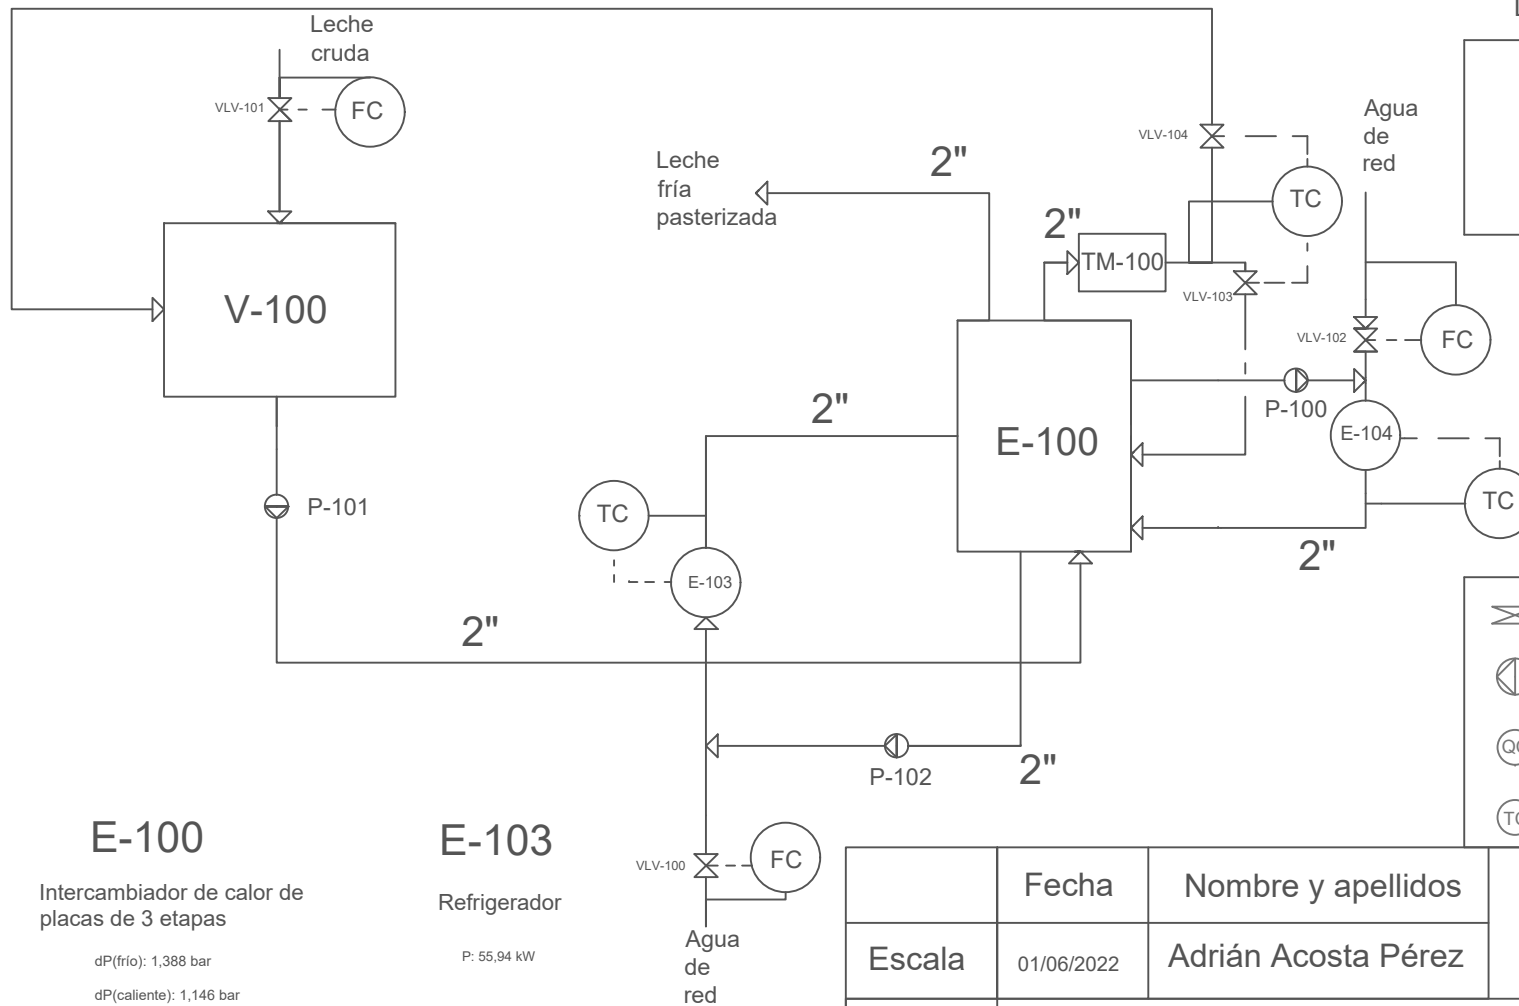 Leche
cruda
VLV-101
FC
VLV-104
Agua
de
red
Leche
fría
pasterizada
2"
TC
2"
TM-100
V-100
VLV-103
VLV-102
FC
P-100
2"
E-100
E-104
TC
P-101
TC
E-103
2"
2"
P-102
2"
E-100
Intercambiador de calor de
placas de 3 etapas
dP(frío): 1,388 bar
dP(caliente): 1,146 bar
E-103
Refrigerador
P: 55,94 kW
VLV-100
FC
Agua
de
red
Fecha
Nombre y apellidos
Escala
01/06/2022
Adrián Acosta Pérez